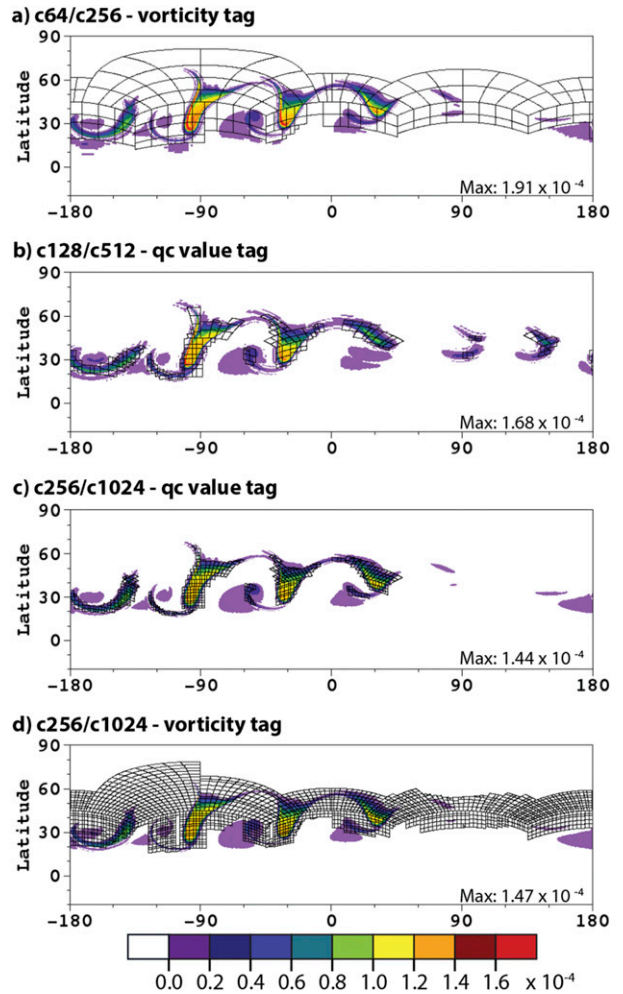 a) c64/c256 - vorticity tag
90
60
30
0
Latitude
Max: 1.91 x 10 -4
-180 -90 0 90 180
b) c128/c512 - qc value tag
90
60
30
0
Latitude
Max: 1.68 x 10 -4
-180 -90 0 90 180
c) c256/c1024 - qc value tag
90
60
30
0
Latitude
Max: 1.44 x 10 -4
-180 -90 0 90 180
d) c256/c1024 - vorticity tag
90
60
30
0
Latitude
Max: 1.47 x 10 -4
-180 -90 0 90 180
0.0 0.2 0.4 0.6 0.8 1.0 1.2 1.4 1.6 x 10-4